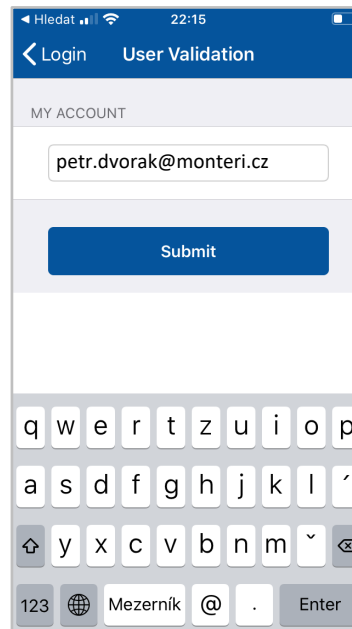 Hledat 22:15
Login User Validation
MY ACCOUNT
petr.dvorak@monteri.cz
Submit
q w e r t z u i o p
a s d f g h j k l ´
y x c v b n m ˇ
123 Mezerník @ . Enter